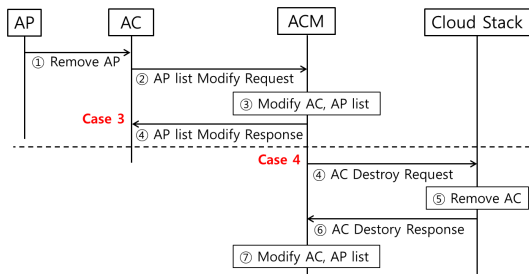 AP
AC
ACM
Cloud Stack
① Remove AP
② AP list Modify Request
③ Modify AC, AP list
Case 3
④ AP list Modify Response
Case 4
④ AC Destroy Request
⑤ Remove AC
⑥ AC Destory Response
⑦ Modify AC, AP list